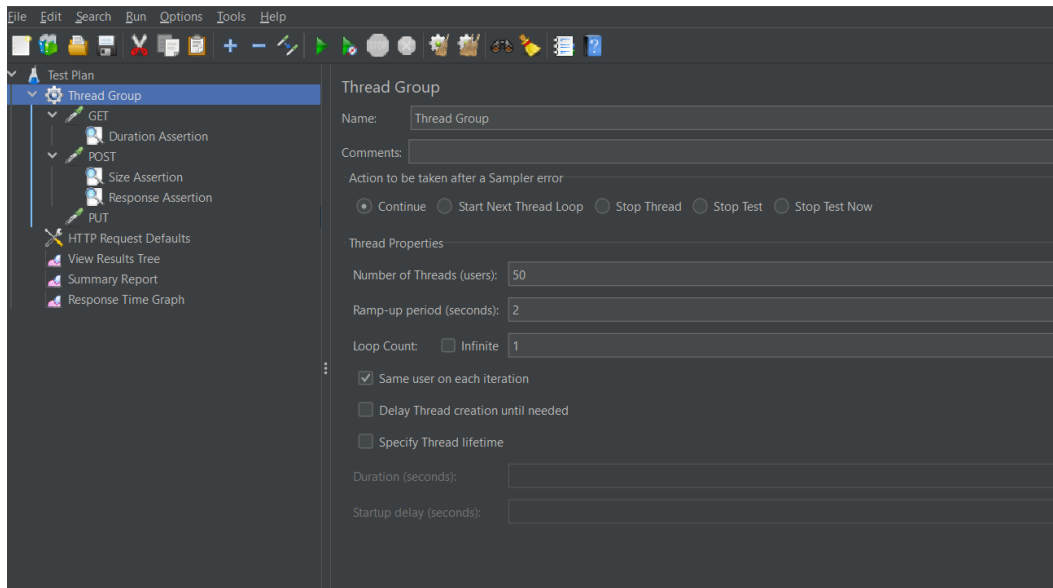 File Edit Search Run Options Tools Help
Test Plan
Thread Group
GET
Duration Assertion
POST
Size Assertion
Response Assertion
PUT
HTTP Request Defaults
View Results Tree
Summary Report
Response Time Graph
Thread Group
Name: Thread Group
Comments:
Action to be taken after a Sampler error
Continue Start Next Thread Loop Stop Thread Stop Test Stop Test Now
Thread Properties
Number of Threads (users): 50
Ramp-up period (seconds): 2
Loop Count: Infinite 1
Same user on each iteration
Delay Thread creation until needed
Specify Thread lifetime
Duration (seconds):
Startup delay (seconds):